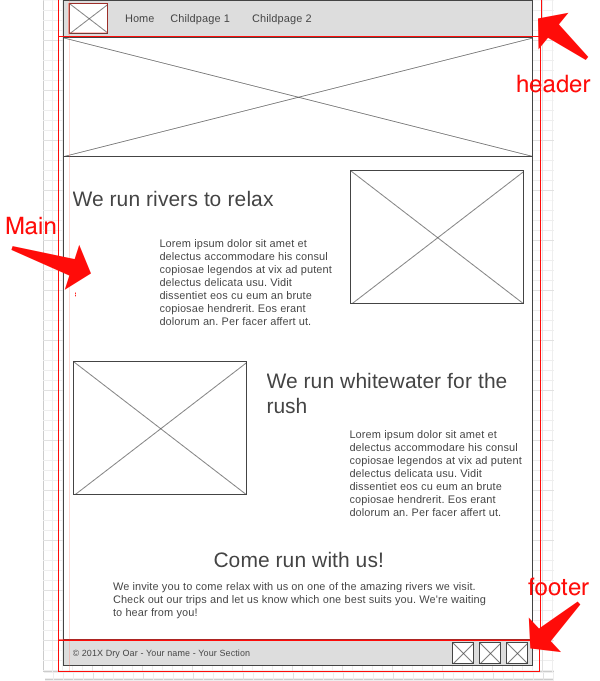 Home Childpage 1 Childpage 2
header
We run rivers to relax
Main
Lorem ipsum dolor sit amet et
delectus accommodare his consul
copiosae legendos at vix ad putent
delectus delicata usu. Vidit
dissentiet eos cu eum an brute
copiosae hendrerit. Eos erant
dolorum an. Per facer affert ut.
We run whitewater for the
rush
Lorem ipsum dolor sit amet et
delectus accommodare his consul
copiosae legendos at vix ad putent
delectus delicata usu. Vidit
dissentiet eos cu eum an brute
copiosae hendrerit. Eos erant
dolorum an. Per facer affert ut.
Come run with us!
We invite you to come relax with us on one of the amazing rivers we visit.
Check out our trips and let us know which one best suits you. We're waiting
to hear from you!
footer
© 201X Dry Oar - Your name - Your Section